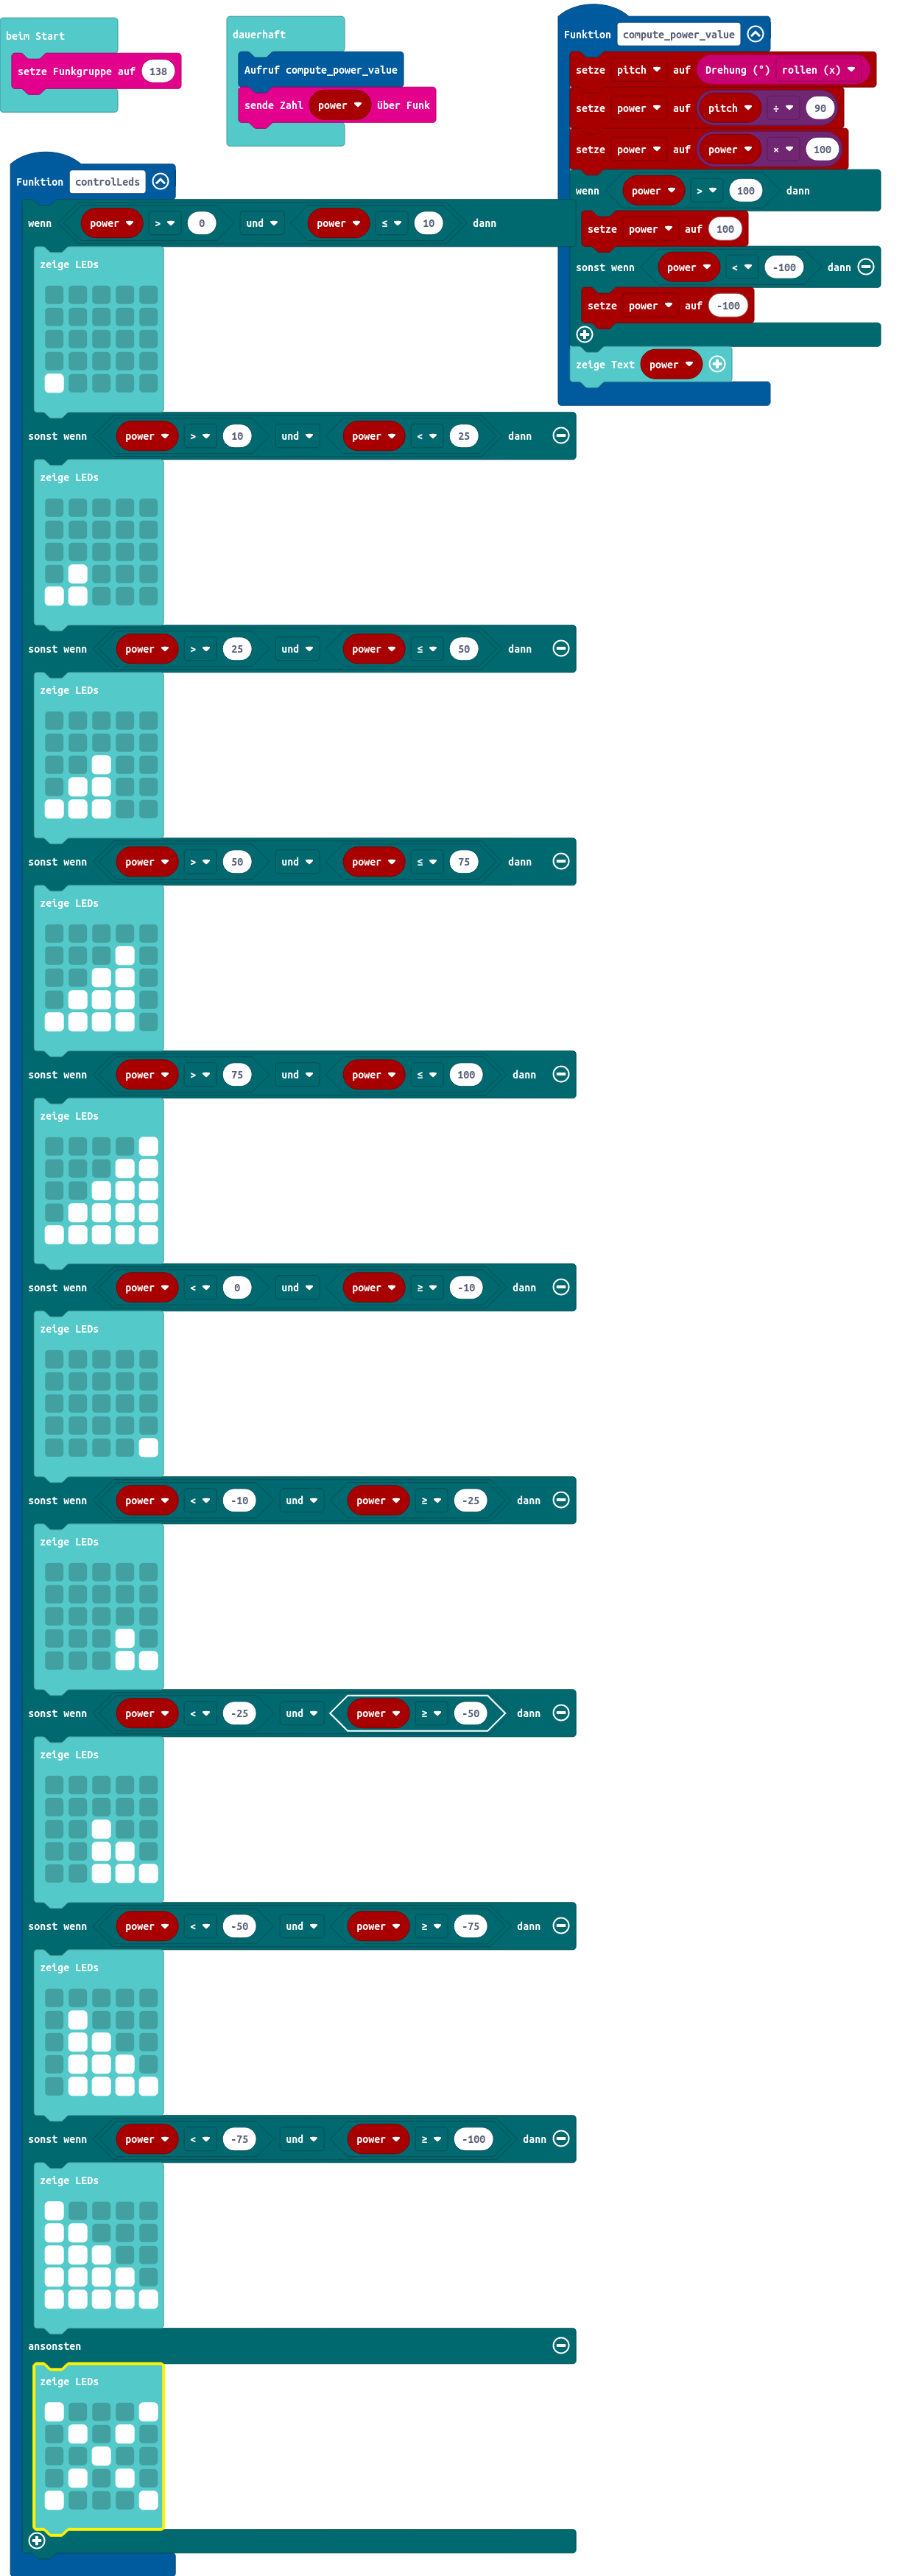 beim Start
setze Funkgruppe auf 138
dauerhaft
Aufruf compute_power_value
sende Zahl power über Funk
Funktion compute_power_value
setze pitch auf Drehung (°) rollen (x)
setze power auf pitch ÷ 90
setze power auf power × 100
wenn power > 100 dann
setze power auf 100
sonst wenn power < -100 dann
setze power auf -100
zeige Text power
Funktion controlLeds
wenn power > 0 und power ≤ 10 dann
zeige LEDs
sonst wenn power > 10 und power < 25 dann
zeige LEDs
sonst wenn power > 25 und power ≤ 50 dann
zeige LEDs
sonst wenn power > 50 und power ≤ 75 dann
zeige LEDs
sonst wenn power > 75 und power ≤ 100 dann
zeige LEDs
sonst wenn power < 0 und power ≥ -10 dann
zeige LEDs
sonst wenn power < -10 und power ≥ -25 dann
zeige LEDs
sonst wenn power < -25 und power ≥ -50 dann
zeige LEDs
sonst wenn power < -50 und power ≥ -75 dann
zeige LEDs
sonst wenn power < -75 und power ≥ -100 dann
zeige LEDs
ansonsten
zeige LEDs